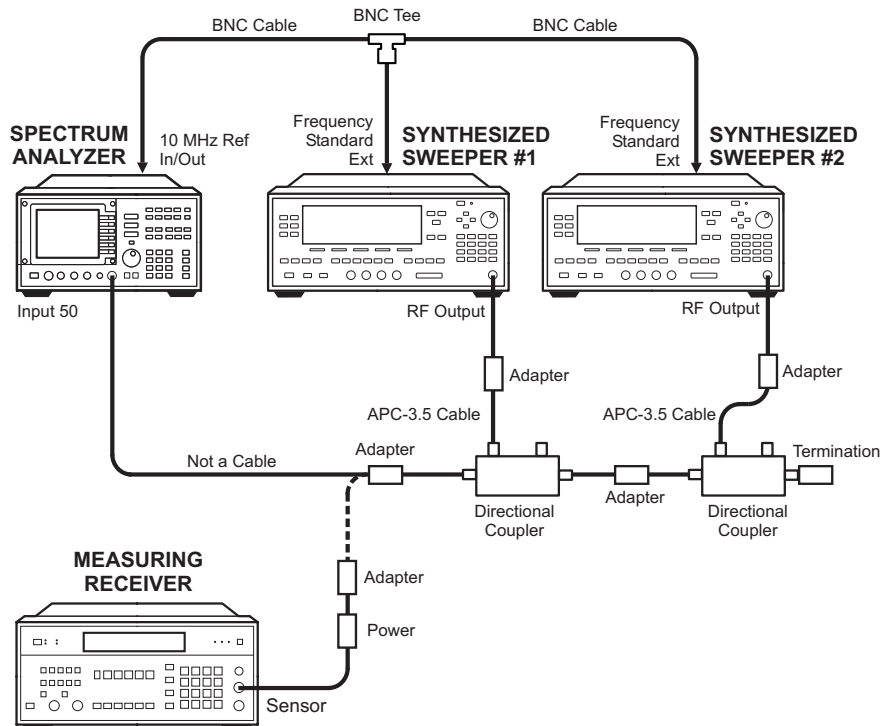 BNC Tee
BNC Cable
BNC Cable
SPECTRUM
ANALYZER
10 MHz Ref
In/Out
Frequency
Standard
Ext
SYNTHESIZED
SWEEPER #1
Frequency
Standard
Ext
SYNTHESIZED
SWEEPER #2
Input 50
RF Output
RF Output
Adapter
Adapter
APC-3.5 Cable
APC-3.5 Cable
Not a Cable
Adapter
Termination
Adapter
Directional
Coupler
Directional
Coupler
MEASURING
RECEIVER
Adapter
Power
Sensor